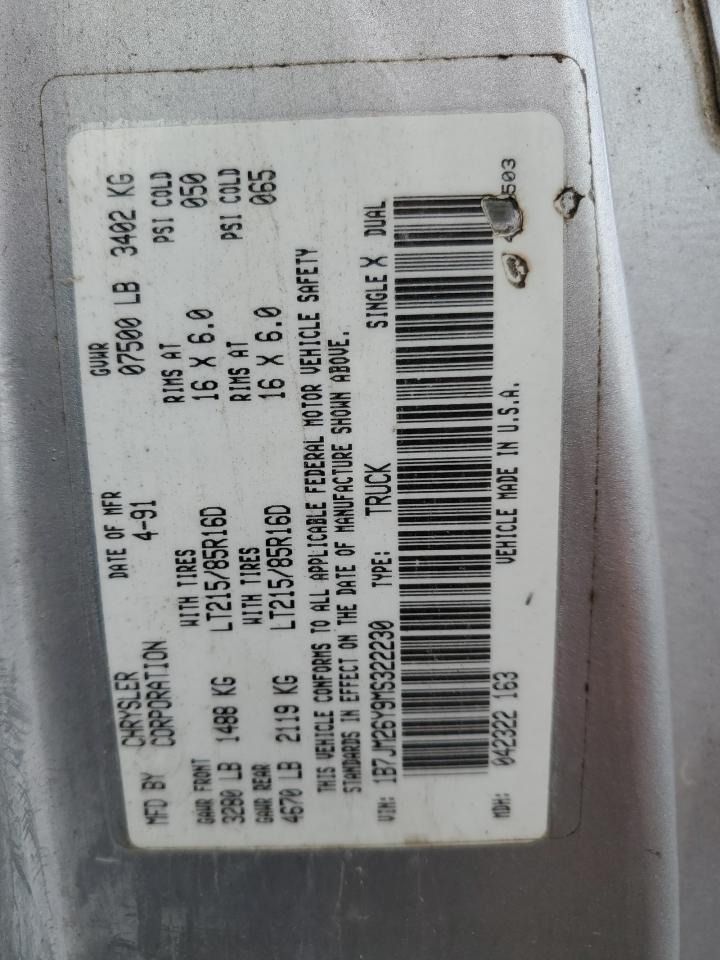 MFD BY CHRYSLER CORPORATION DATE OF MFR 4-91 GVWR 07500 LB 3402 KG
GAWR FRONT WITH TIRES RIMS AT PSI COLD
3280 LB 1488 KG LT215/85R16D 16 X 6.0 050
GAWR REAR WITH TIRES RIMS AT PSI COLD
4670 LB 2119 KG LT215/85R16D 16 X 6.0 065
THIS VEHICLE CONFORMS TO ALL APPLICABLE FEDERAL MOTOR VEHICLE SAFETY
STANDARDS IN EFFECT ON THE DATE OF MANUFACTURE SHOWN ABOVE.
VIN: 1B7JM26Y9MS322230 TYPE: TRUCK SINGLE X DUAL
MDH: 042322 163 VEHICLE MADE IN U.S.A.